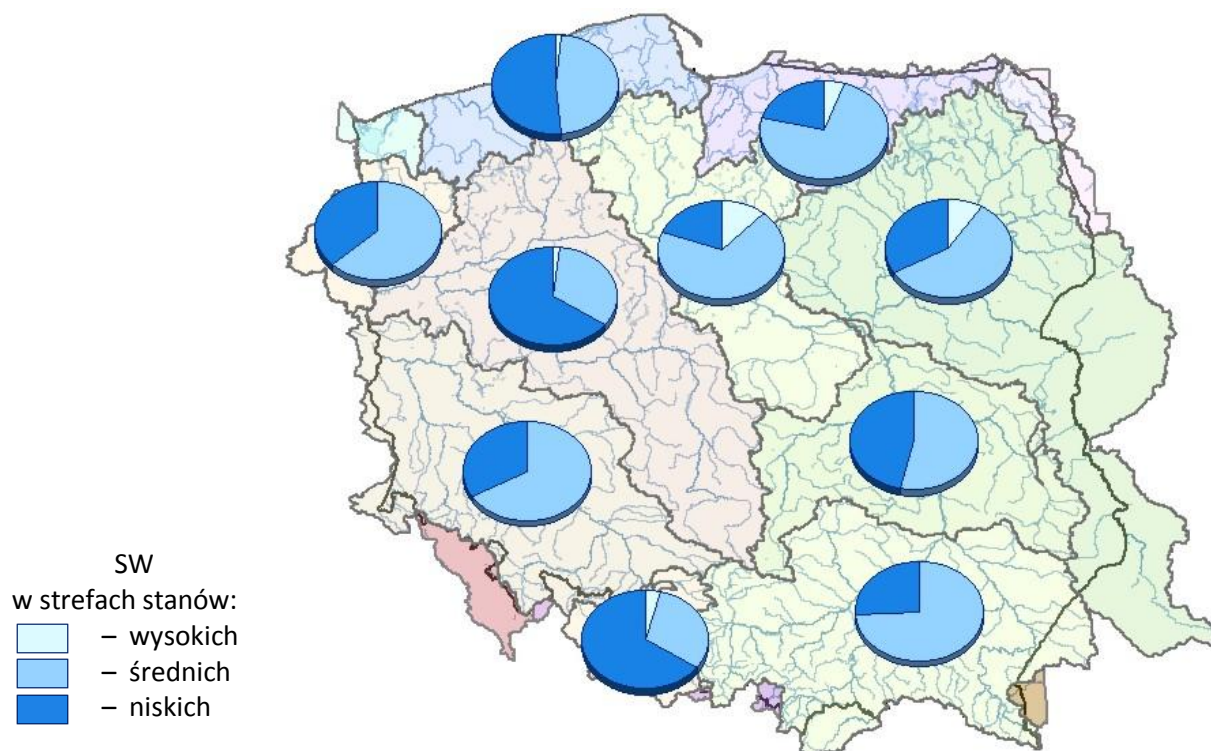 SW
w strefach stanów:
– wysokich
– średnich
– niskich